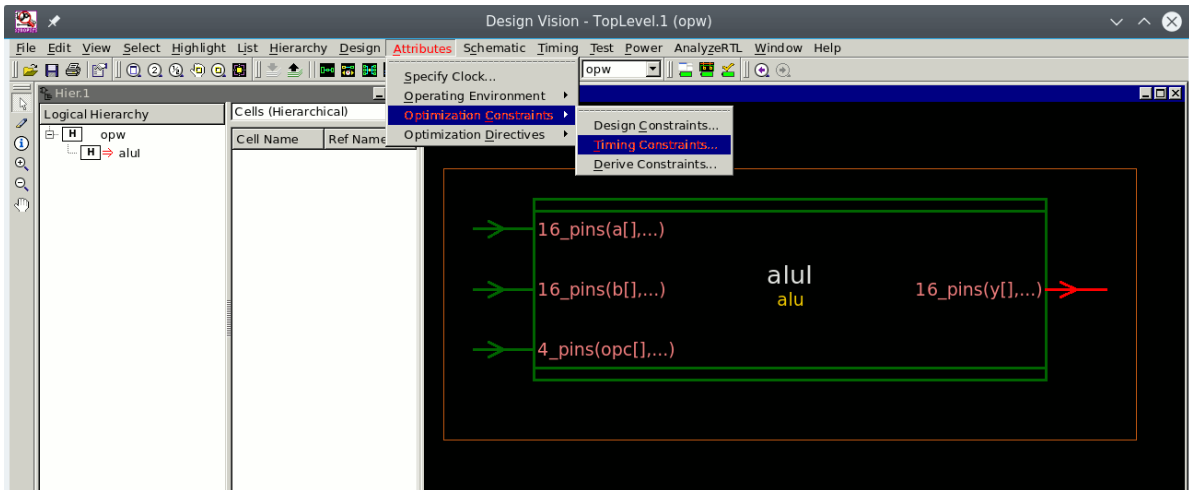 Design Vision - TopLevel.1 (opw)
File Edit View Select Highlight List Hierarchy Design Attributes Schematic Timing Test Power AnalyzeRTL Window Help
opw
Specify Clock...
Operating Environment
Optimization Constraints
Optimization Directives
Design Constraints...
Timing Constraints...
Derive Constraints...
Hier.1
Logical Hierarchy
H opw
H alul
Cells (Hierarchical)
Cell Name Ref Name
16_pins(a[],...)
16_pins(b[],...)
4_pins(opc[],...)
alul
alu
16_pins(y[],...)